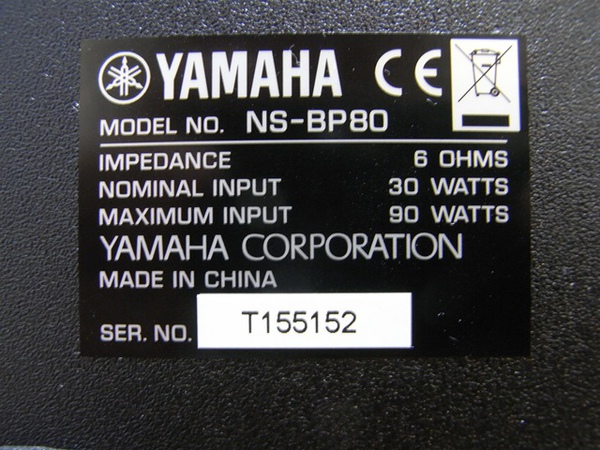 YAMAHA CE
MODEL NO. NS-BP80
IMPEDANCE 6 OHMS
NOMINAL INPUT 30 WATTS
MAXIMUM INPUT 90 WATTS
YAMAHA CORPORATION
MADE IN CHINA
SER. NO. T155152